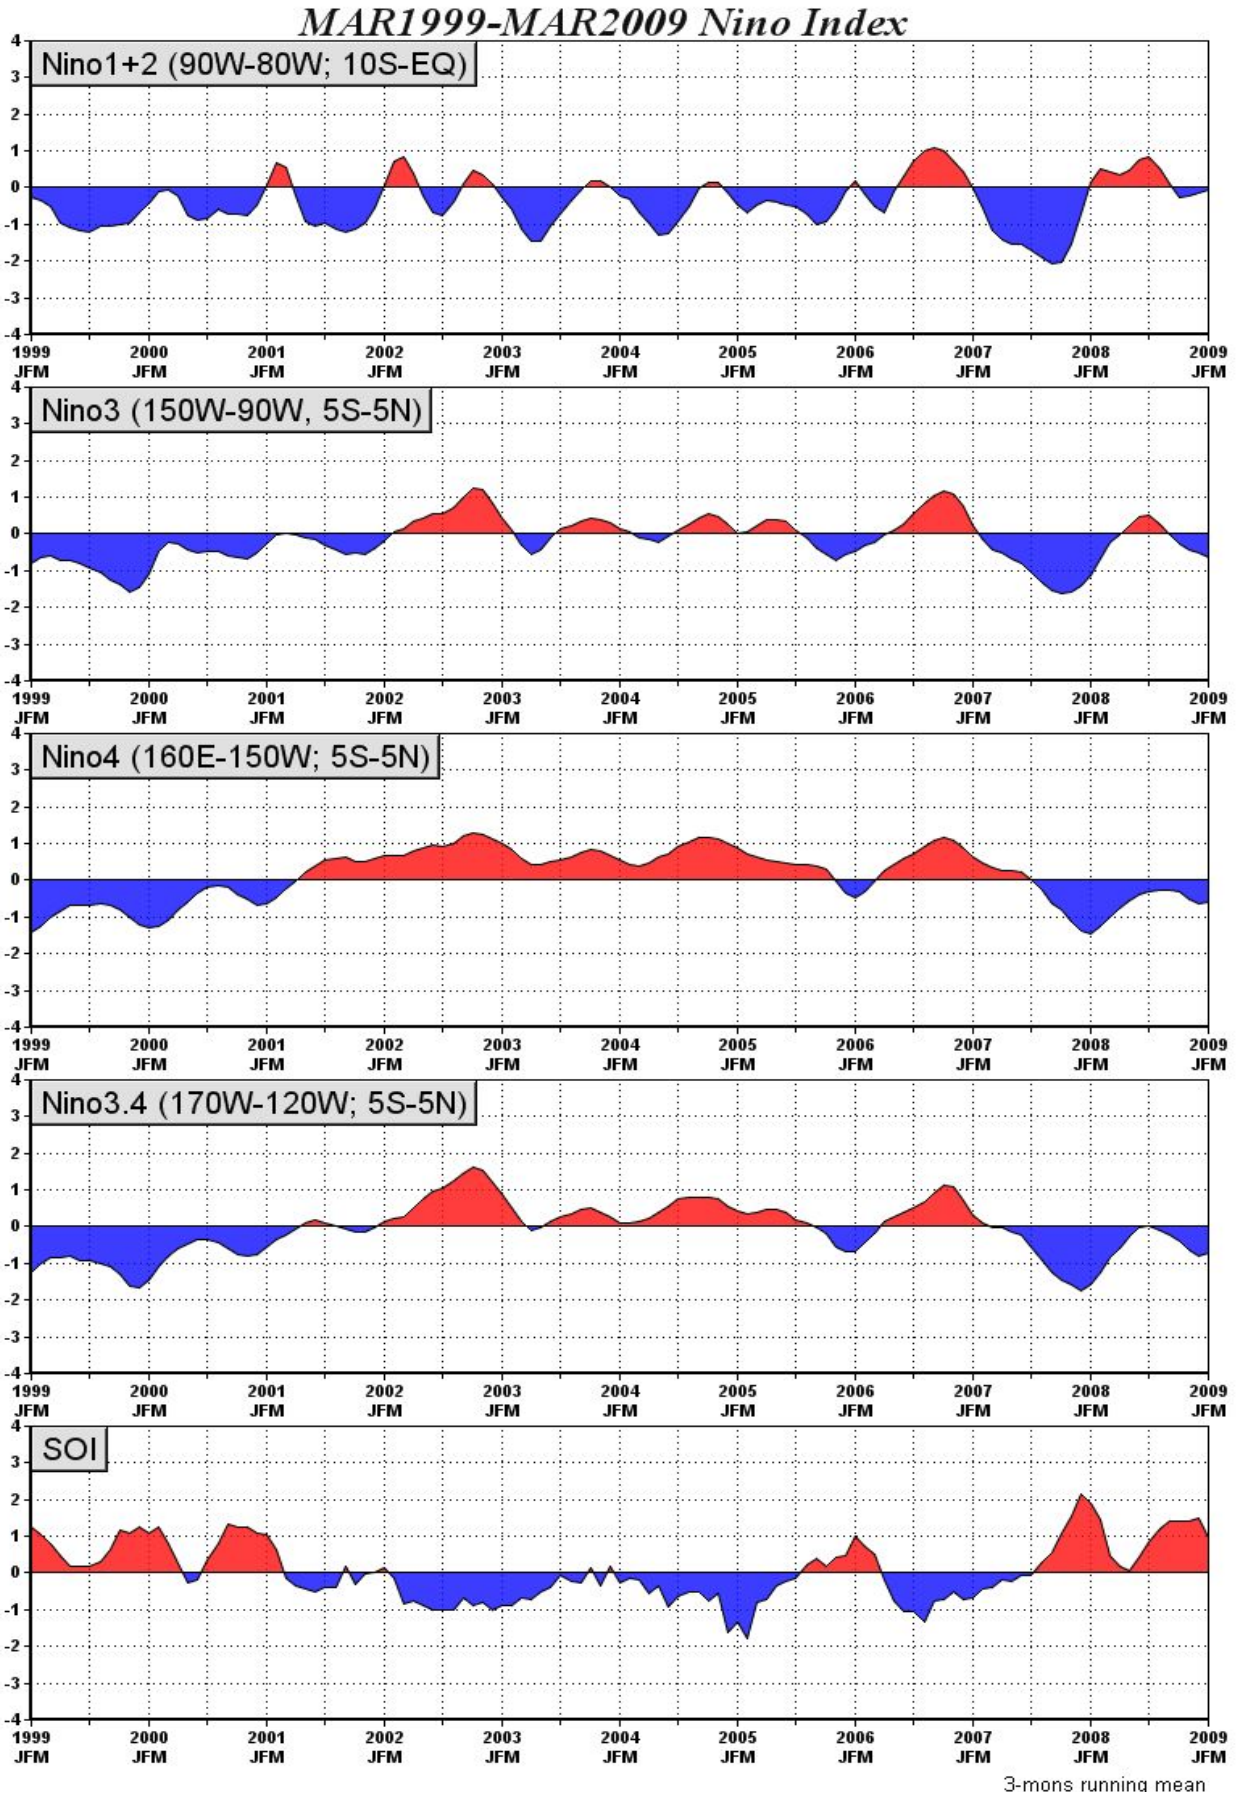 MAR1999-MAR2009 Nino Index
Nino1+2 (90W-80W; 10S-EQ)
4
3
2
1
0
-1
-2
-3
-4
1999 2000 2001 2002 2003 2004 2005 2006 2007 2008 2009
JFM JFM JFM JFM JFM JFM JFM JFM JFM JFM JFM
Nino3 (150W-90W, 5S-5N)
4
3
2
1
0
-1
-2
-3
-4
1999 2000 2001 2002 2003 2004 2005 2006 2007 2008 2009
JFM JFM JFM JFM JFM JFM JFM JFM JFM JFM JFM
Nino4 (160E-150W; 5S-5N)
4
3
2
1
0
-1
-2
-3
-4
1999 2000 2001 2002 2003 2004 2005 2006 2007 2008 2009
JFM JFM JFM JFM JFM JFM JFM JFM JFM JFM JFM
Nino3.4 (170W-120W; 5S-5N)
4
3
2
1
0
-1
-2
-3
-4
1999 2000 2001 2002 2003 2004 2005 2006 2007 2008 2009
JFM JFM JFM JFM JFM JFM JFM JFM JFM JFM JFM
SOI
4
3
2
1
0
-1
-2
-3
-4
1999 2000 2001 2002 2003 2004 2005 2006 2007 2008 2009
JFM JFM JFM JFM JFM JFM JFM JFM JFM JFM JFM
3-mons running mean